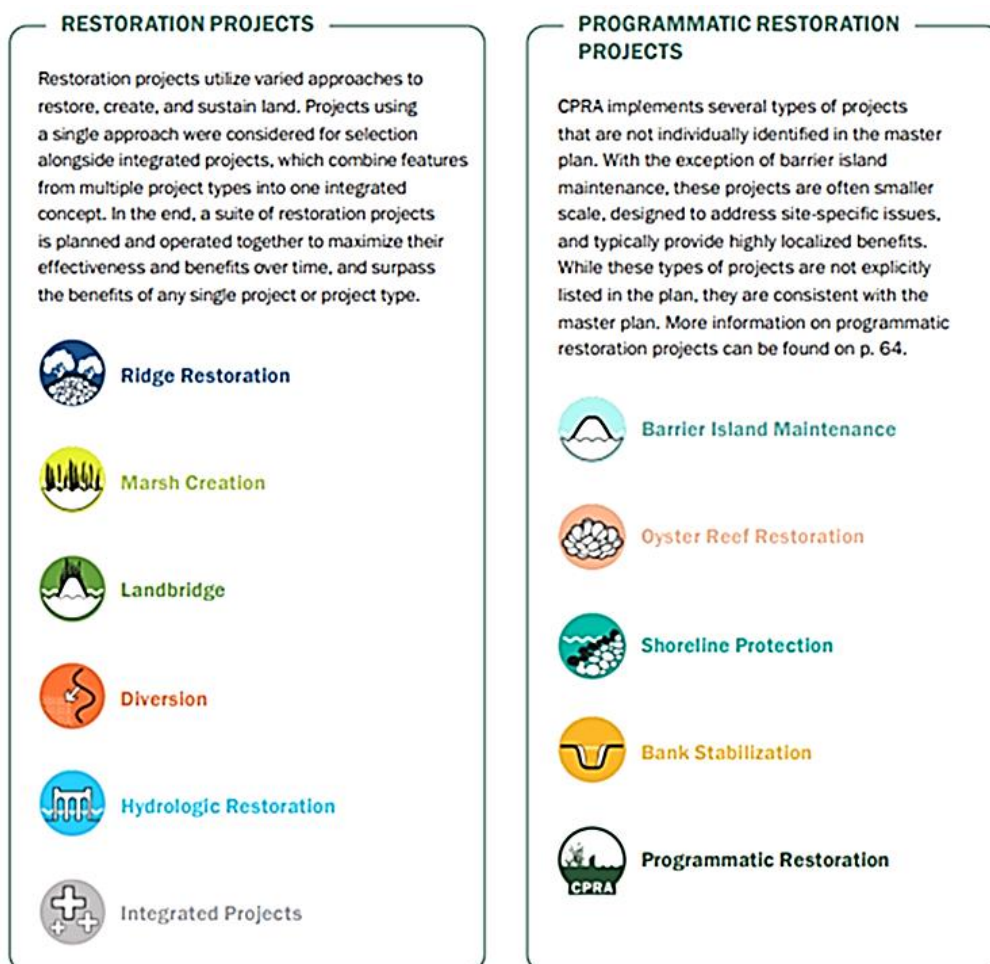 RESTORATION PROJECTS
Restoration projects utilize varied approaches to
restore, create, and sustain land. Projects using
a single approach were considered for selection
alongside integrated projects, which combine features
from multiple project types into one integrated
concept. In the end, a suite of restoration projects
is planned and operated together to maximize their
effectiveness and benefits over time, and surpass
the benefits of any single project or project type.
Ridge Restoration
Marsh Creation
Landbridge
Diversion
Hydrologic Restoration
Integrated Projects
PROGRAMMATIC RESTORATION
PROJECTS
CPRA implements several types of projects
that are not individually identified in the master
plan. With the exception of barrier island
maintenance, these projects are often smaller
scale, designed to address site-specific issues,
and typically provide highly localized benefits.
While these types of projects are not explicitly
listed in the plan, they are consistent with the
master plan. More information on programmatic
restoration projects can be found on p. 64.
Barrier Island Maintenance
Oyster Reef Restoration
Shoreline Protection
Bank Stabilization
Programmatic Restoration
CPRA